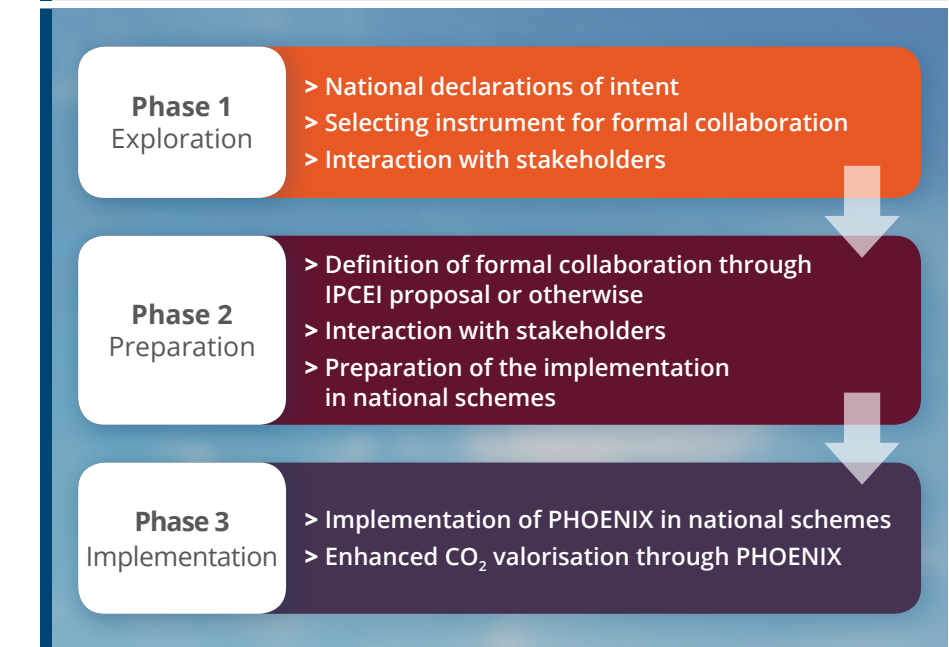 Phase 1
Exploration
> National declarations of intent
> Selecting instrument for formal collaboration
> Interaction with stakeholders
Phase 2
Preparation
> Definition of formal collaboration through
IPCEI proposal or otherwise
> Interaction with stakeholders
> Preparation of the implementation
in national schemes
Phase 3
Implementation
> Implementation of PHOENIX in national schemes
> Enhanced CO₂ valorisation through PHOENIX